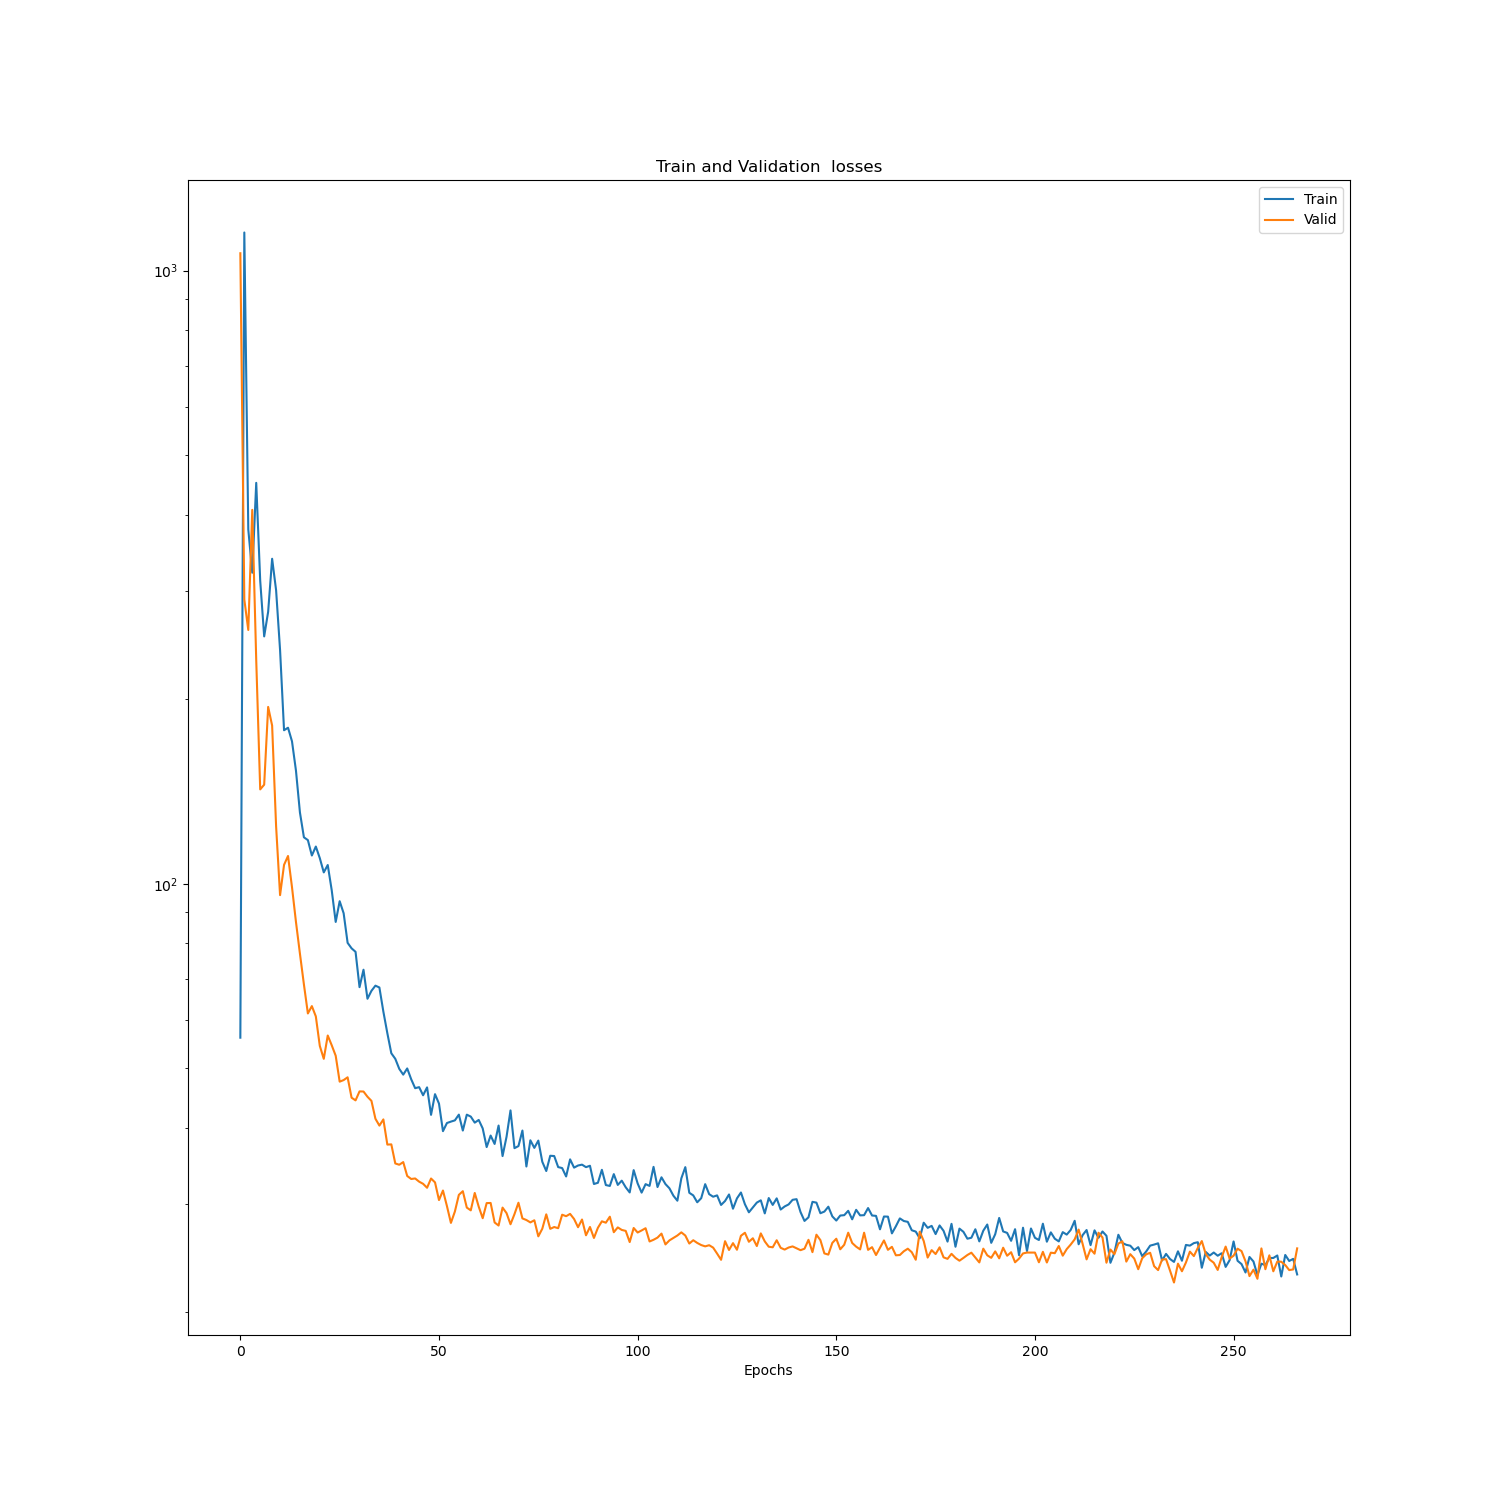 Train and Validation  losses
Train
Valid
10³
10²
0 50 100 150 200 250
Epochs